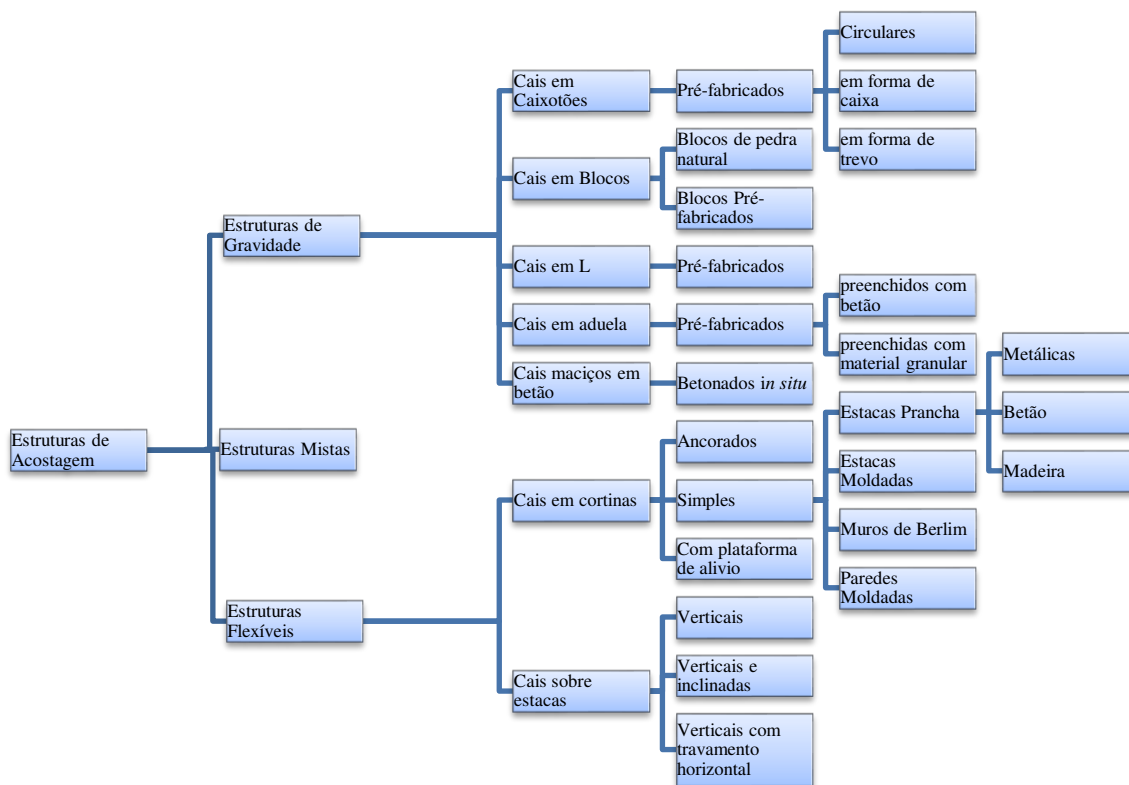 Estruturas de
Acostagem
Estruturas de
Gravidade
Cais em
Caixotões
Pré-fabricados
Circulares
em forma de
caixa
em forma de
trevo
Cais em Blocos
Blocos de pedra
natural
Blocos Pré-
fabricados
Cais em L
Pré-fabricados
Cais em aduela
Pré-fabricados
preenchidos com
betão
preenchidas com
material granular
Cais maciços em
betão
Betonados in situ
Estruturas Mistas
Estruturas
Flexíveis
Cais em cortinas
Ancorados
Simples
Estacas Prancha
Metálicas
Betão
Madeira
Estacas
Moldadas
Muros de Berlim
Paredes
Moldadas
Com plataforma
de alivio
Cais sobre
estacas
Verticais
Verticais e
inclinadas
Verticais com
travamento
horizontal